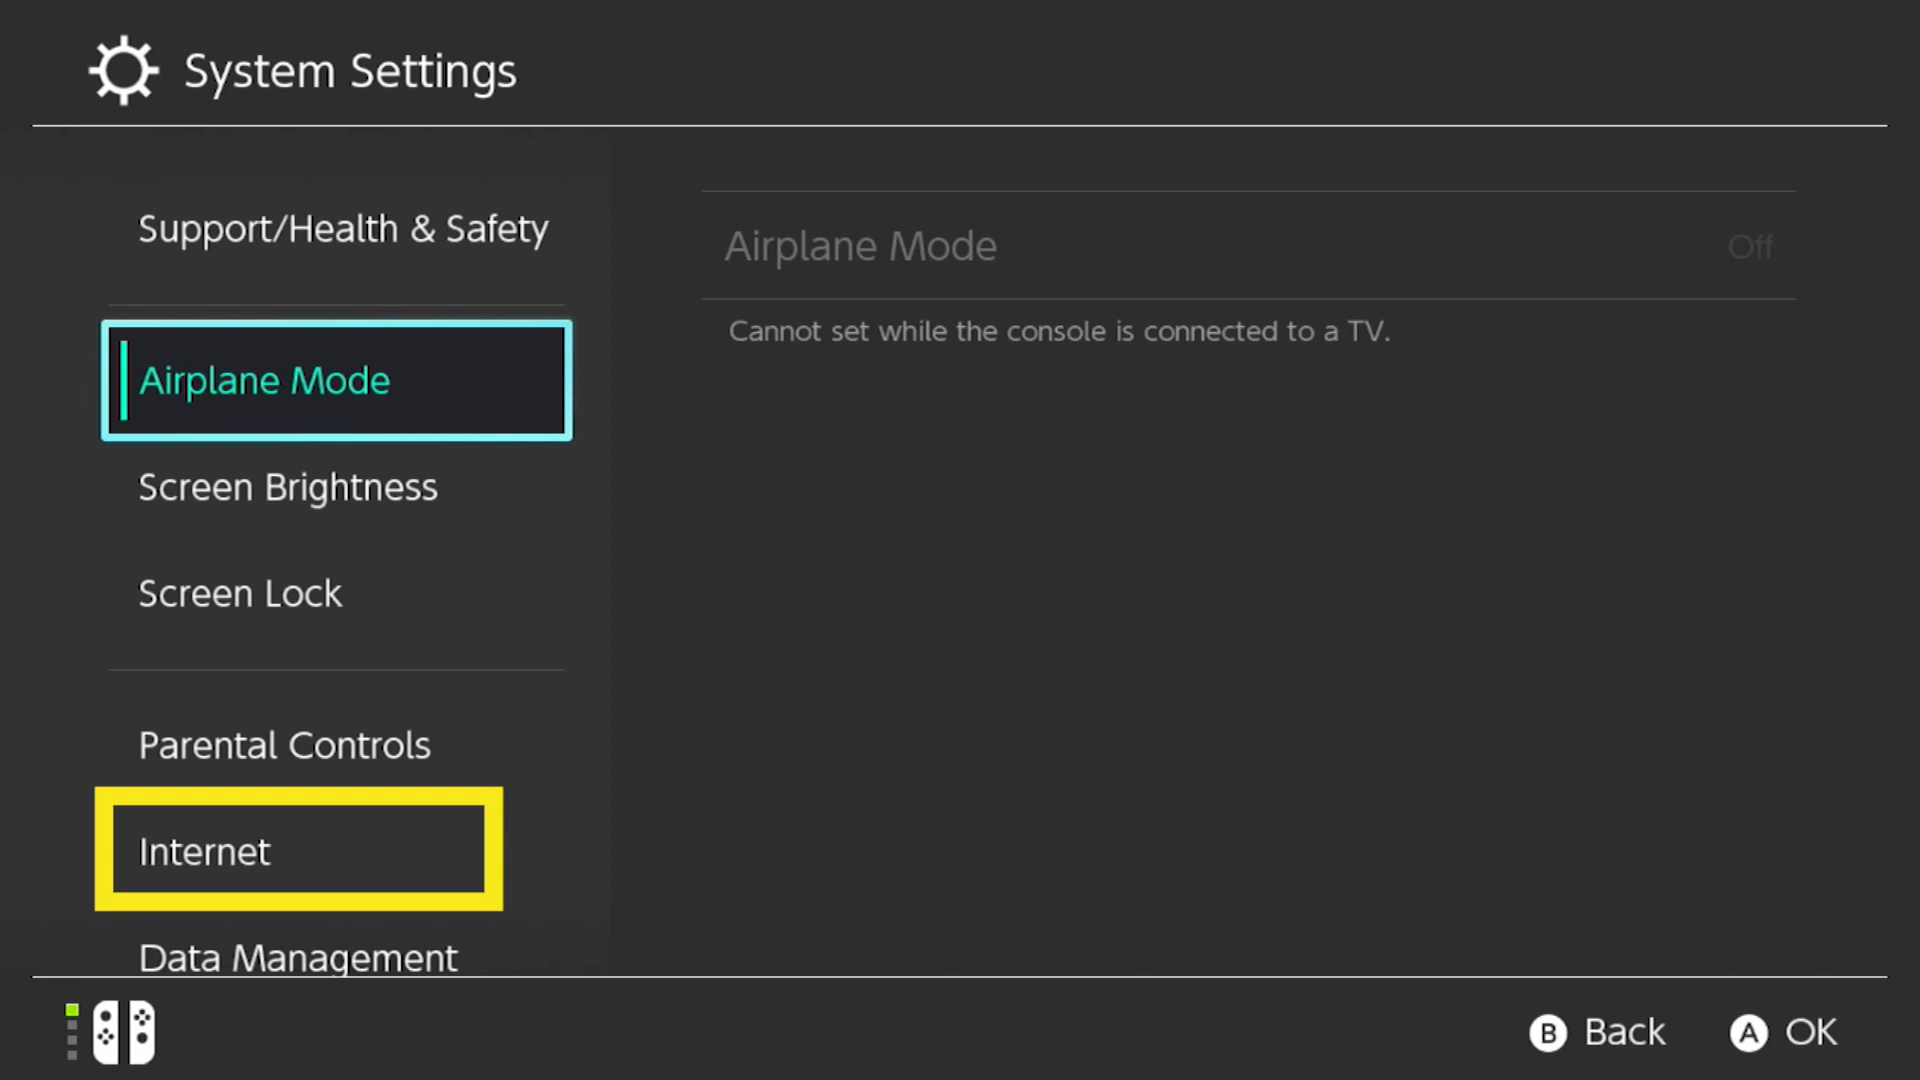 System Settings
Support/Health & Safety
Airplane Mode
Screen Brightness
Screen Lock
Parental Controls
Internet
Data Management
Airplane Mode Off
Cannot set while the console is connected to a TV.
B Back A OK